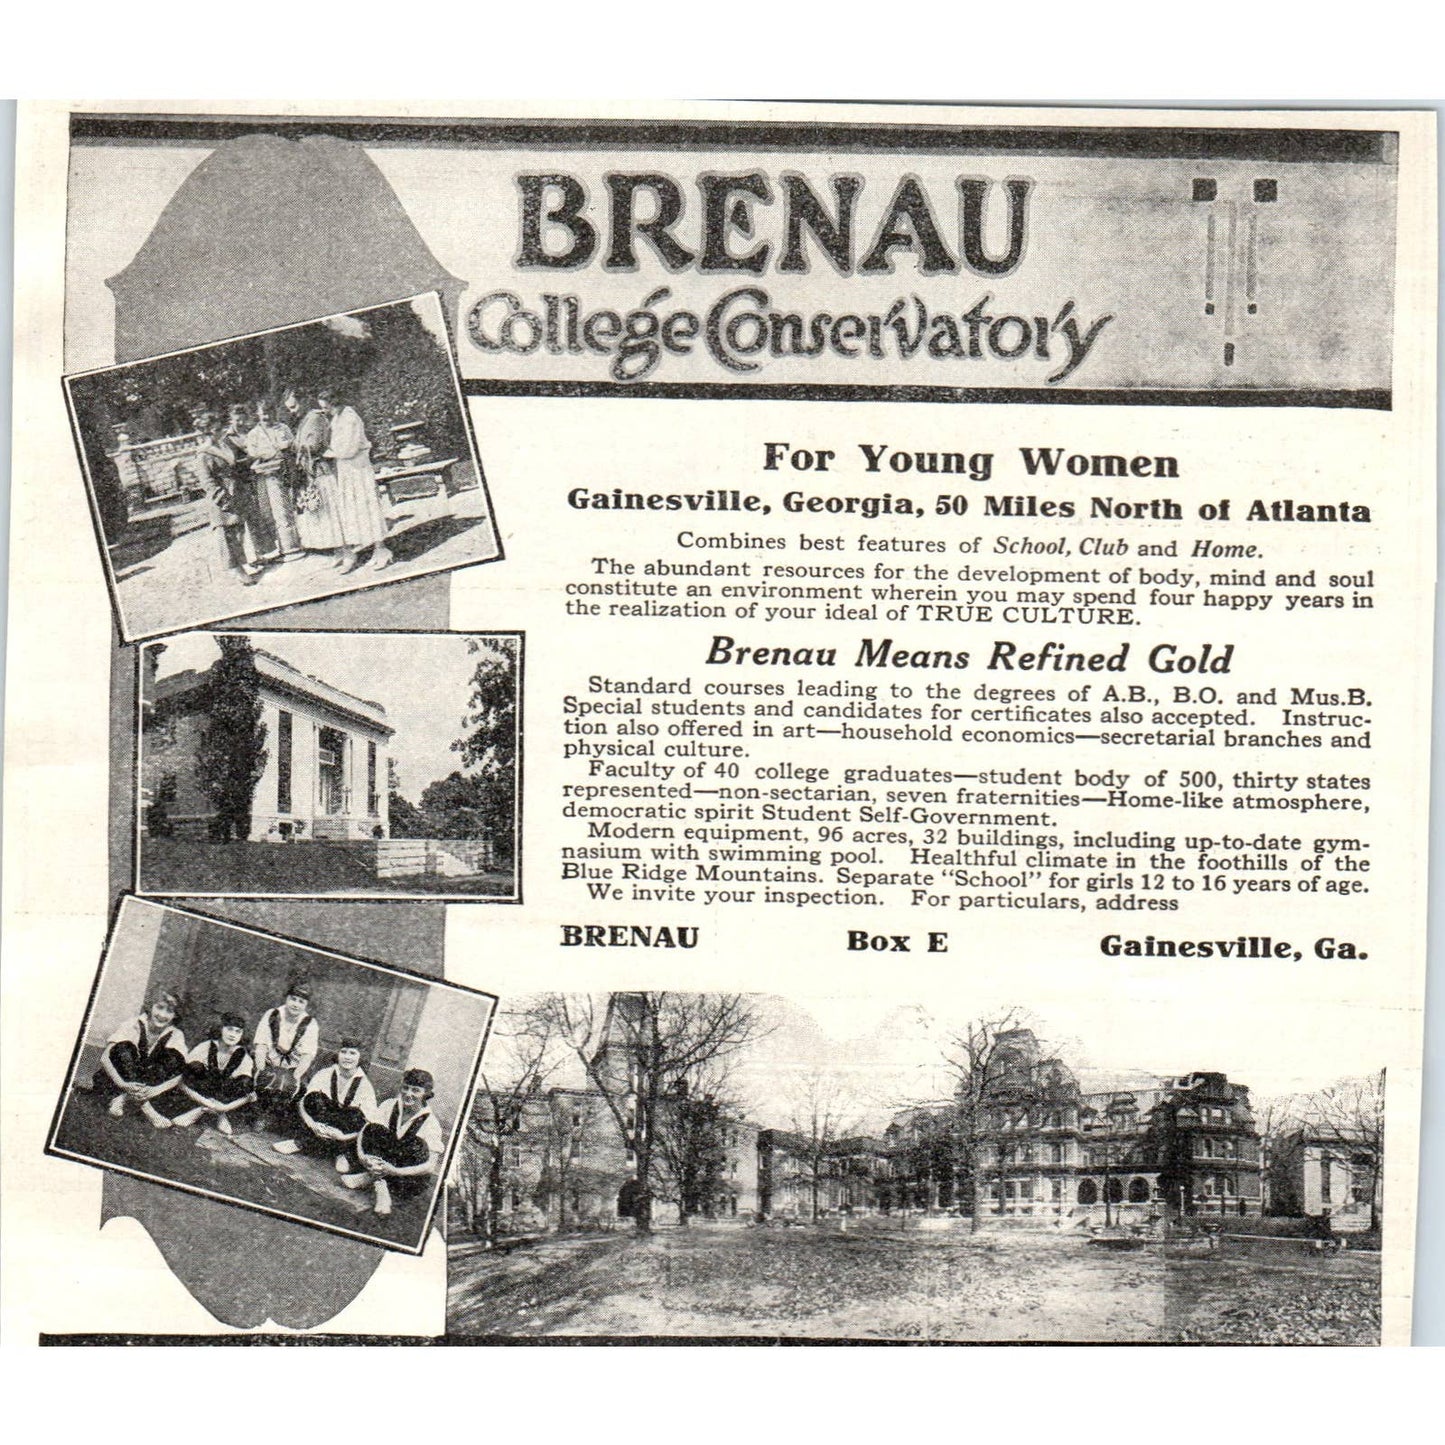 BRENAU
College Conservatory
For Young Women
Gainesville, Georgia, 50 Miles North of Atlanta
Combines best features of School, Club and Home.
The abundant resources for the development of body, mind and soul
constitute an environment wherein you may spend four happy years in
the realization of your ideal of TRUE CULTURE.
Brenau Means Refined Gold
Standard courses leading to the degrees of A.B., B.O. and Mus.B.
Special students and candidates for certificates also accepted. Instruc-
tion also offered in art—household economics—secretarial branches and
physical culture.
Faculty of 40 college graduates—student body of 500, thirty states
represented—non-sectarian, seven fraternities—Home-like atmosphere,
democratic spirit Student Self-Government.
Modern equipment, 96 acres, 32 buildings, including up-to-date gym-
nasium with swimming pool. Healthful climate in the foothills of the
Blue Ridge Mountains. Separate "School" for girls 12 to 16 years of age.
We invite your inspection. For particulars, address
BRENAU Box E Gainesville, Ga.